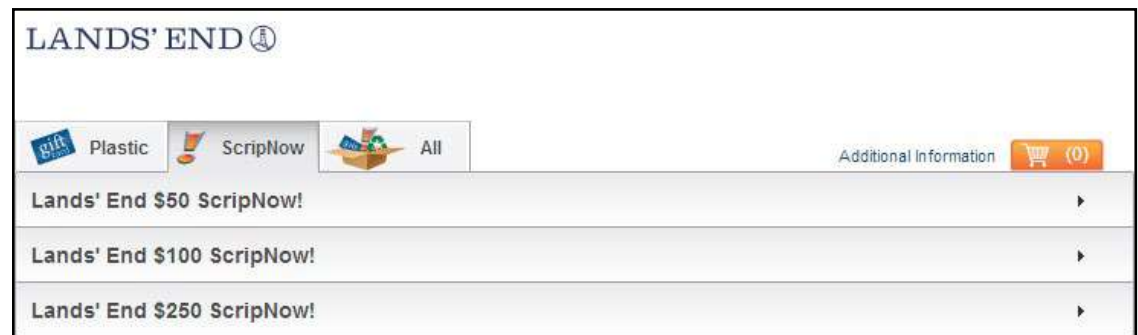 LANDS' END
gift
Plastic
ScripNow
All
Additional Information
(0)
Lands' End $50 ScripNow!
Lands' End $100 ScripNow!
Lands' End $250 ScripNow!